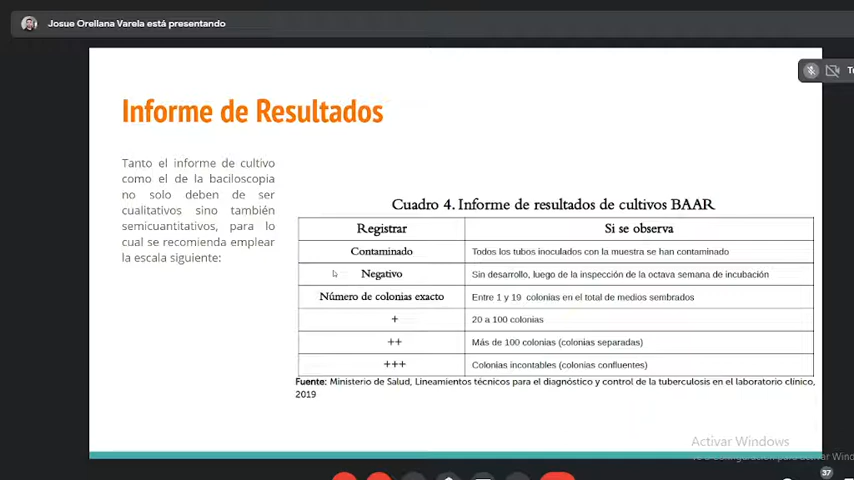 Josue Orellana Varela está presentando
Informe de Resultados
Tanto el informe de cultivo
como el de la baciloscopia
no solo deben de ser
cualitativos sino también
semicuantitativos, para lo
cual se recomienda emplear
la escala siguiente:
Cuadro 4. Informe de resultados de cultivos BAAR
Registrar Si se observa
Contaminado Todos los tubos inoculados con la muestra se han contaminado
Negativo Sin desarrollo, luego de la inspección de la octava semana de incubación
Número de colonias exacto Entre 1 y 19 colonias en el total de medios sembrados
+ 20 a 100 colonias
++ Más de 100 colonias (colonias separadas)
+++ Colonias incontables (colonias confluentes)
Fuente: Ministerio de Salud, Lineamientos técnicos para el diagnóstico y control de la tuberculosis en el laboratorio clínico,
2019
Activar Windows
37